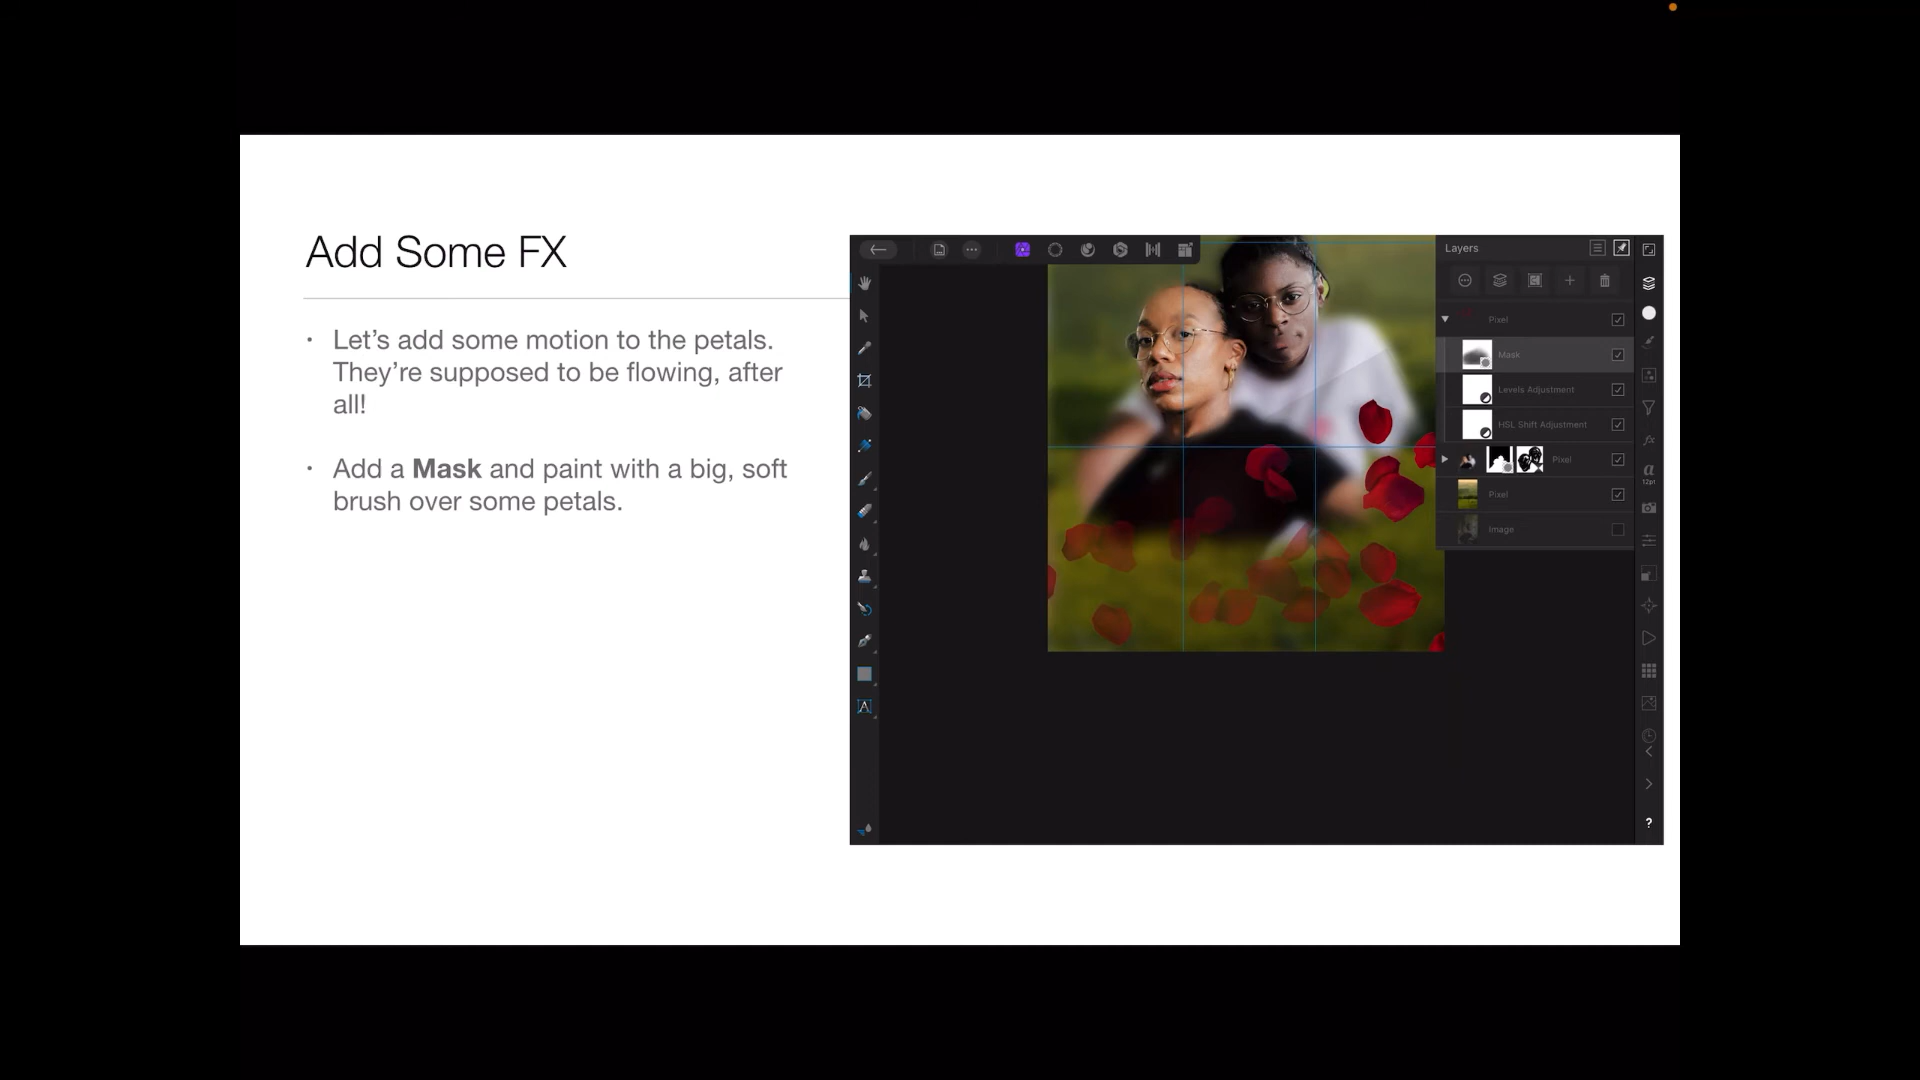 Add Some FX
• Let’s add some motion to the petals.
They’re supposed to be flowing, after
all!
• Add a Mask and paint with a big, soft
brush over some petals.
Layers
Pixel
Mask
Levels Adjustment
HSL Shift Adjustment
Pixel
Pixel
Image
fx
a
12pt
A
?